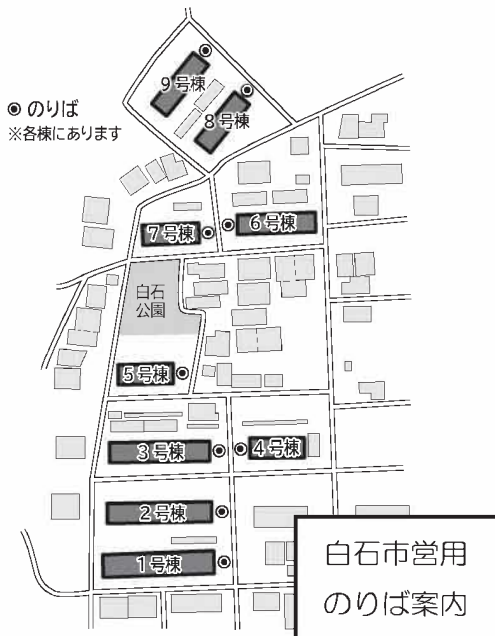 9号棟
◉のりば
※各棟にあります
8号棟
7号棟
6号棟
白石
公園
5号棟
3号棟
4号棟
2号棟
1号棟
白石市営用
のりば案内